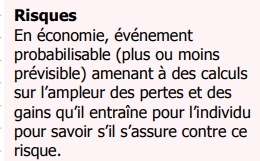 Risques
En économie, événement
probabilisable (plus ou moins
prévisible) amenant à des calculs
sur l'ampleur des pertes et des
gains qu'il entraîne pour l'individu
pour savoir s'il s'assure contre ce
risque.